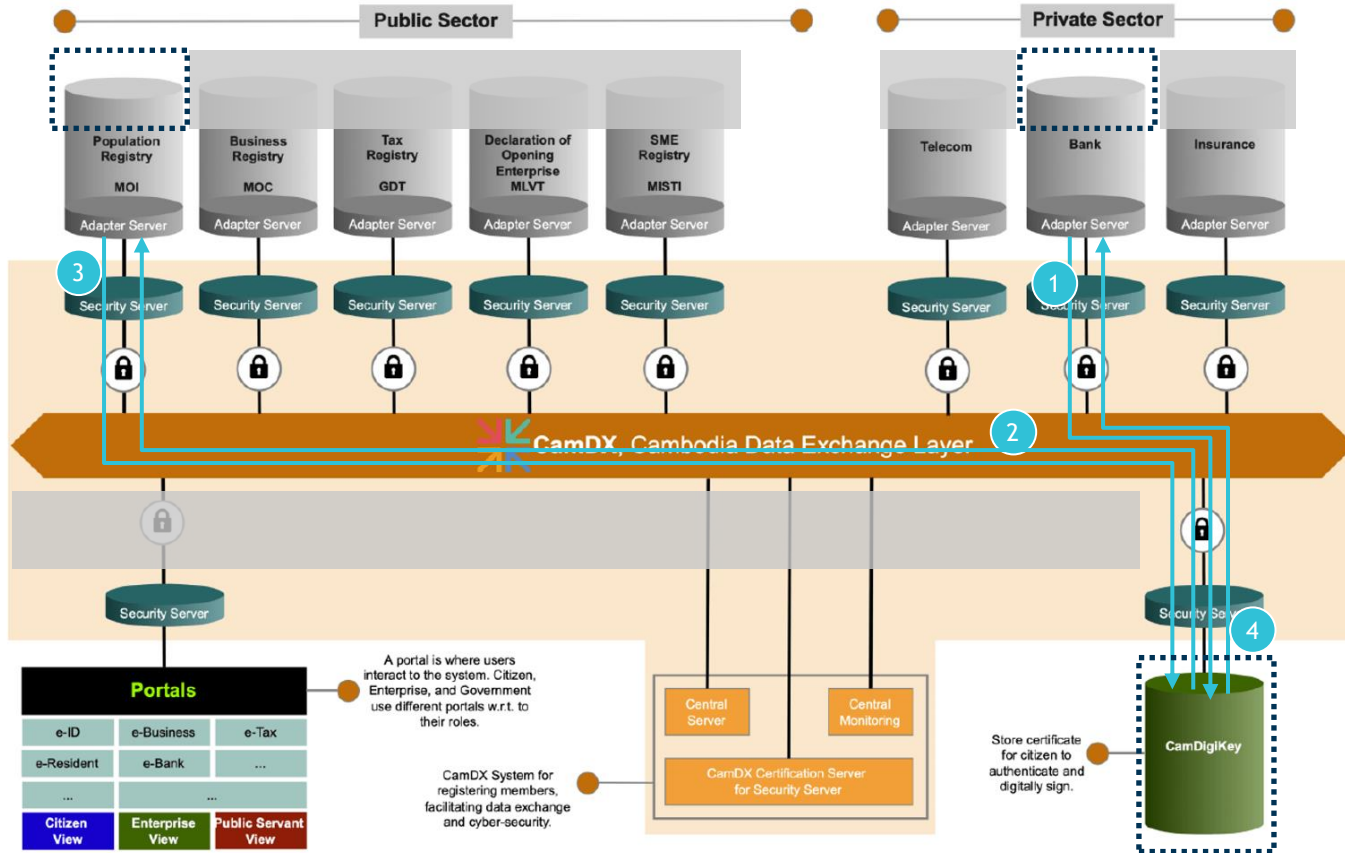 Public Sector
Private Sector
Population
Registry
MOI
Business
Registry
MOC
Tax
Registry
GDT
Declaration of
Opening
Enterprise
MLVT
SME
Registry
MISTI
Telecom
Bank
Insurance
Adapter Server
Adapter Server
Adapter Server
Adapter Server
Adapter Server
Adapter Server
Adapter Server
Adapter Server
3
1
Security Server
Security Server
Security Server
Security Server
Security Server
Security Server
Security Server
Security Server
2
CamDX, Cambodia Data Exchange Layer
Security Server
Security Server
4
Portals
e-ID
e-Business
e-Tax
e-Resident
e-Bank
...
...
...
Citizen
View
Enterprise
View
Public Servant
View
A portal is where users
interact to the system. Citizen,
Enterprise, and Government
use different portals w.r.t. to
their roles.
CamDX System for
registering members,
facilitating data exchange
and cyber-security.
Central
Server
Central
Monitoring
CamDX Certification Server
for Security Server
Store certificate
for citizen to
authenticate and
digitally sign.
CamDigiKey